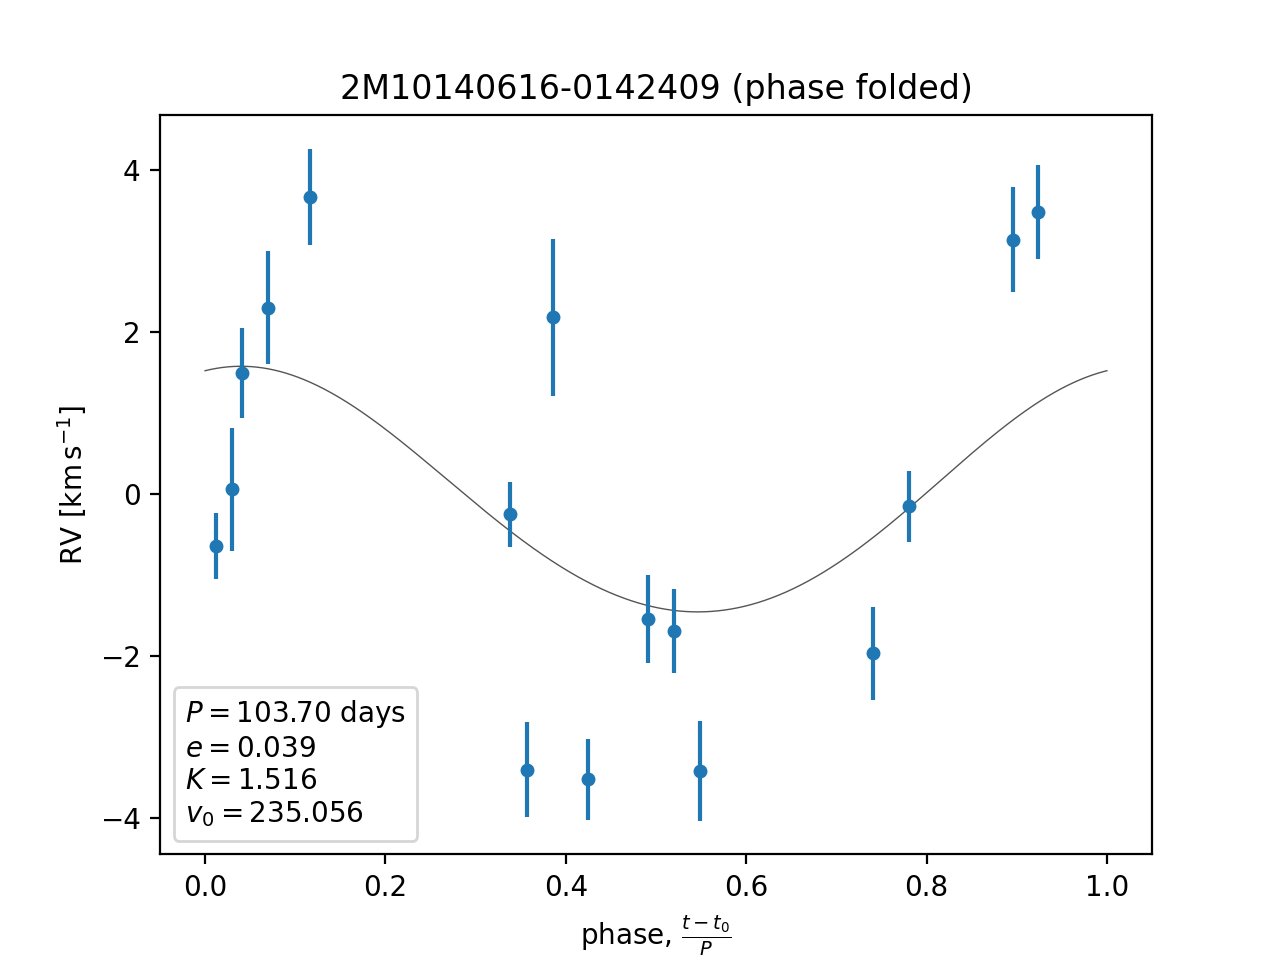 2M10140616-0142409 (phase folded)
RV [km s⁻¹]
4
2
0
−2
−4
P = 103.70 days
e = 0.039
K = 1.516
v₀ = 235.056
0.0 0.2 0.4 0.6 0.8 1.0
phase, (t − t₀)/P